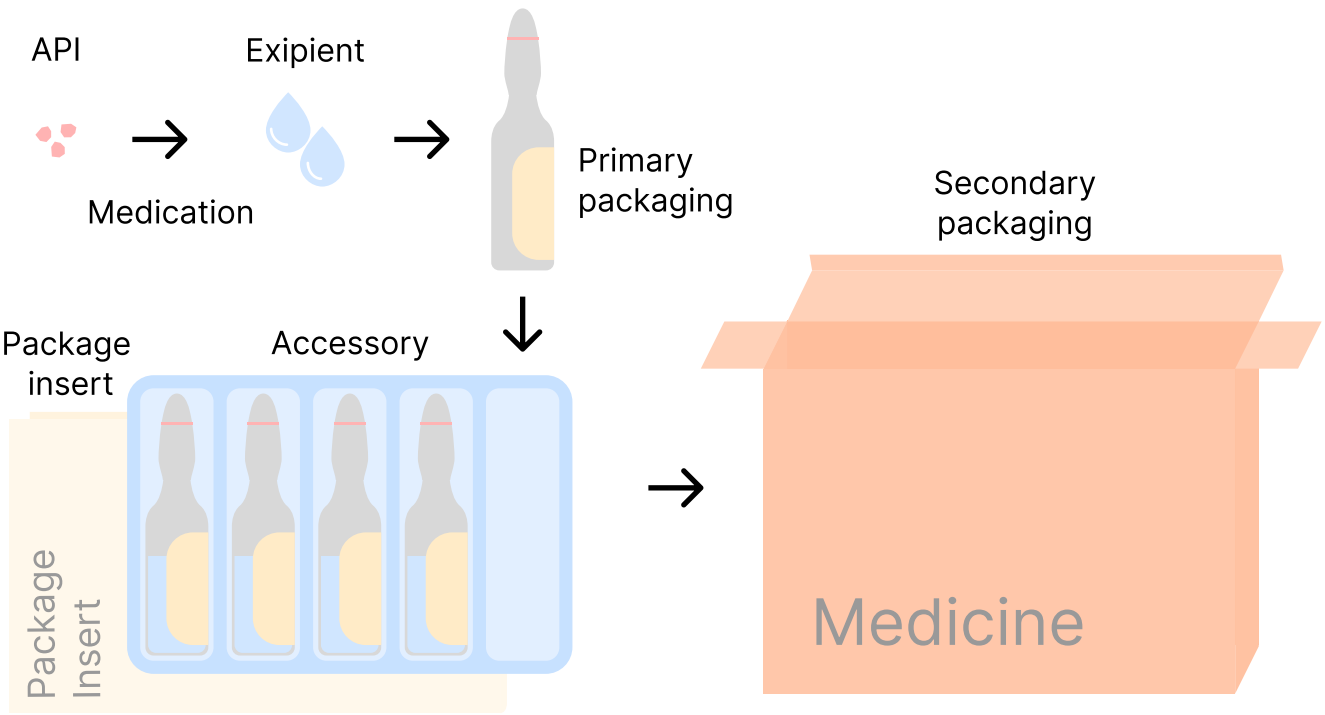 API
Exipient
Medication
Primary
packaging
Secondary
packaging
Package
insert
Accessory
Package
Insert
Medicine